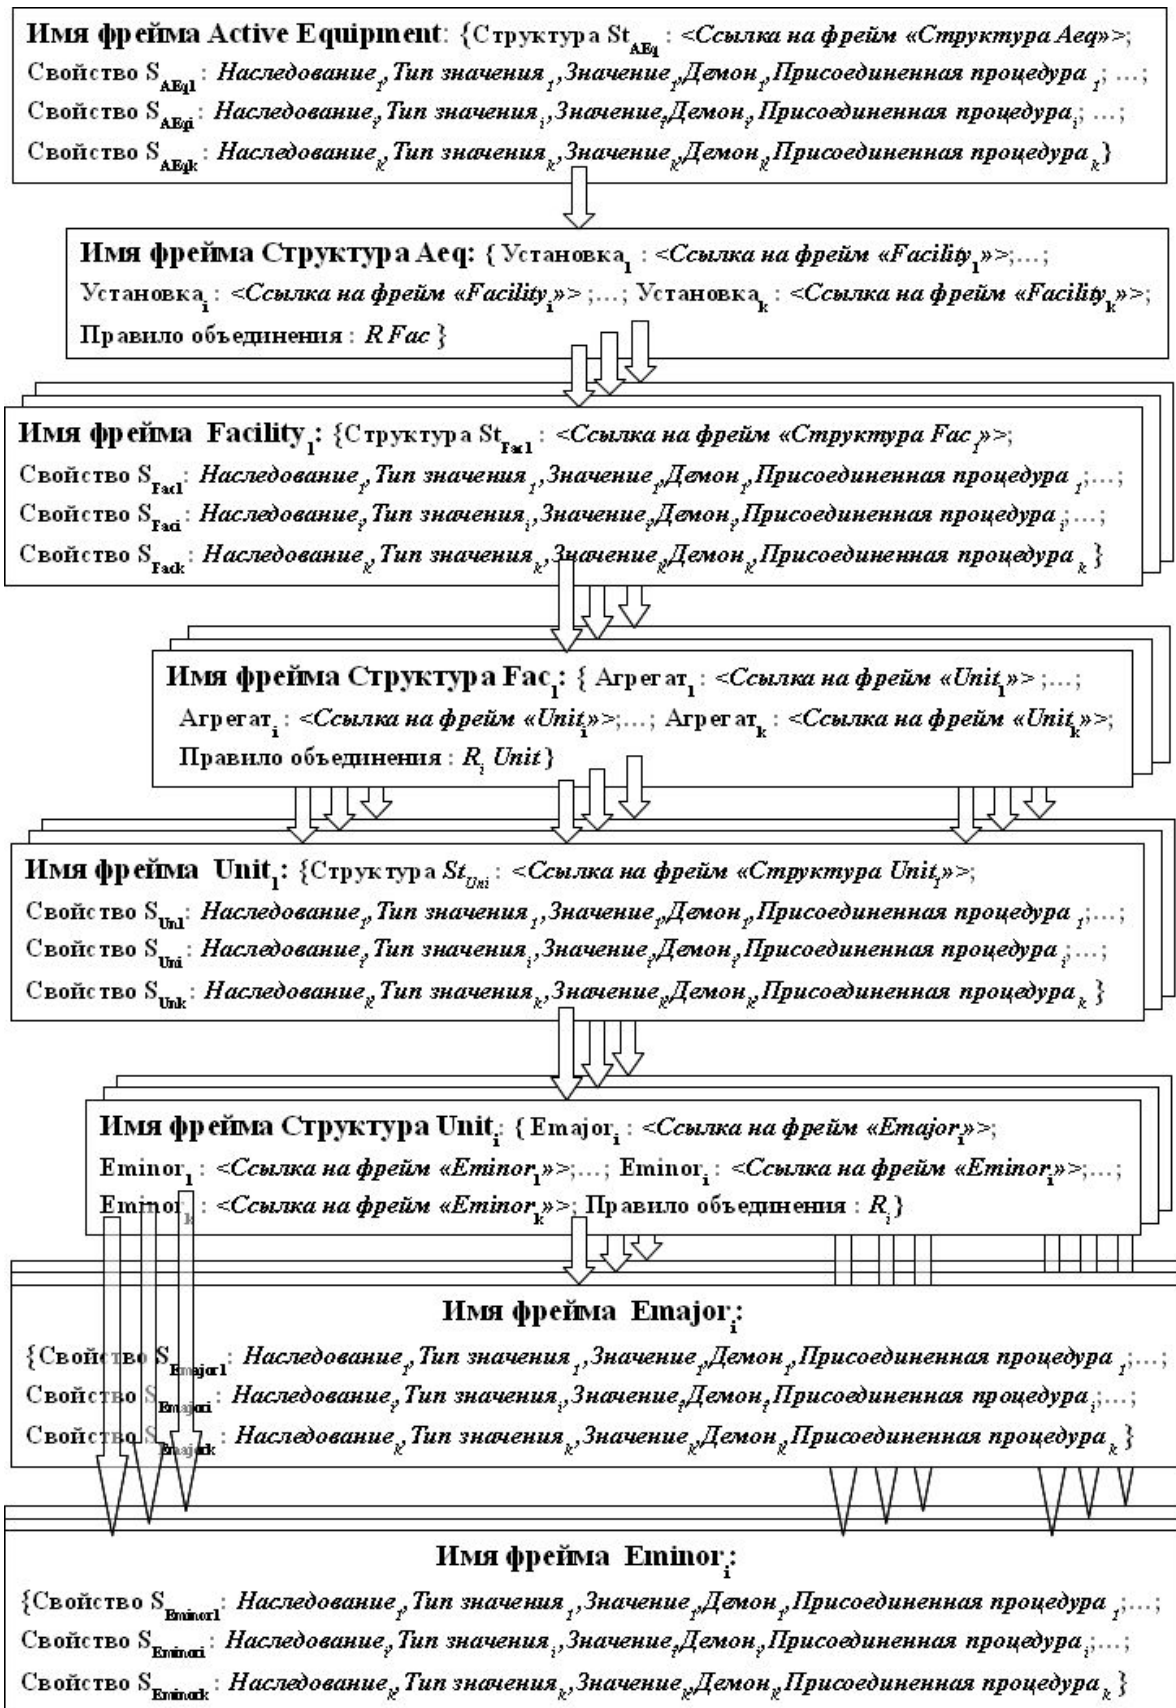 Имя фрейма Active Equipment: {Структура St_AEq : <Ссылка на фрейм «Структура Aeq»>;
Свойство S_AEq1: Наследование_1,Тип значения_1,Значение_1,Демон_1,Присоединенная процедура_1; …;
Свойство S_AEqi: Наследование_i,Тип значения_i,Значение_i,Демон_i,Присоединенная процедура_i; …;
Свойство S_AEqk: Наследование_k,Тип значения_k,Значение_k,Демон_k,Присоединенная процедура_k}
Имя фрейма Структура Aeq: { Установка_1 : <Ссылка на фрейм «Facility_1»>;…;
Установка_i : <Ссылка на фрейм «Facility_i»> ;…; Установка_k : <Ссылка на фрейм «Facility_k»>;
Правило объединения : R Fac }
Имя фрейма Facility_1: {Структура St_Fac1 : <Ссылка на фрейм «Структура Fac_1»>;
Свойство S_Fac1: Наследование_1,Тип значения_1,Значение_1,Демон_1,Присоединенная процедура_1;…;
Свойство S_Faci: Наследование_i,Тип значения_i,Значение_i,Демон_i,Присоединенная процедура_i;…;
Свойство S_Fack: Наследование_k,Тип значения_k,Значение_k,Демон_k,Присоединенная процедура_k }
Имя фрейма Структура Fac_1: { Агрегат_1 : <Ссылка на фрейм «Unit_1»> ;…;
Агрегат_i : <Ссылка на фрейм «Unit_i»>;…; Агрегат_k : <Ссылка на фрейм «Unit_k»>;
Правило объединения : R_i Unit }
Имя фрейма Unit_1: {Структура St_Uni : <Ссылка на фрейм «Структура Unit_1»>;
Свойство S_Un1: Наследование_1,Тип значения_1,Значение_1,Демон_1,Присоединенная процедура_1;…;
Свойство S_Uni: Наследование_i,Тип значения_i,Значение_i,Демон_i,Присоединенная процедура_i;…;
Свойство S_Unk: Наследование_k,Тип значения_k,Значение_k,Демон_k,Присоединенная процедура_k }
Имя фрейма Структура Unit_i: { Emajor_i : <Ссылка на фрейм «Emajor_i»>;
Eminor_1 : <Ссылка на фрейм «Eminor_1»>;…; Eminor_i : <Ссылка на фрейм «Eminor_i»>;…;
Eminor_k : <Ссылка на фрейм «Eminor_k»>; Правило объединения : R_i}
Имя фрейма Emajor_i:
{Свойство S_Emajor1: Наследование_1,Тип значения_1,Значение_1,Демон_1,Присоединенная процедура_1;…;
Свойство S_Emajori: Наследование_i,Тип значения_i,Значение_i,Демон_i,Присоединенная процедура_i;…;
Свойство S_Emajork: Наследование_k,Тип значения_k,Значение_k,Демон_k,Присоединенная процедура_k }
Имя фрейма Eminor_i:
{Свойство S_Eminor1: Наследование_1,Тип значения_1,Значение_1,Демон_1,Присоединенная процедура_1;…;
Свойство S_Eminori: Наследование_i,Тип значения_i,Значение_i,Демон_i,Присоединенная процедура_i;…;
Свойство S_Eminork: Наследование_k,Тип значения_k,Значение_k,Демон_k,Присоединенная процедура_k }